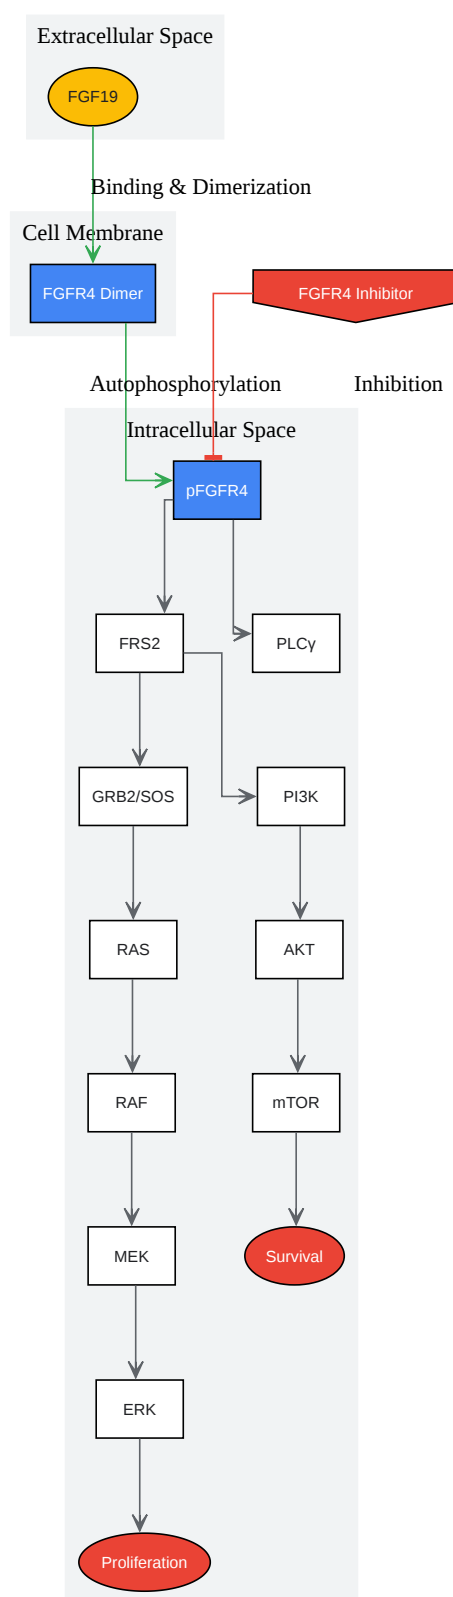 Extracellular Space
FGF19
Binding & Dimerization
Cell Membrane
FGFR4 Dimer
FGFR4 Inhibitor
Autophosphorylation
Inhibition
Intracellular Space
pFGFR4
FRS2
PLCγ
GRB2/SOS
PI3K
RAS
AKT
RAF
mTOR
MEK
Survival
ERK
Proliferation